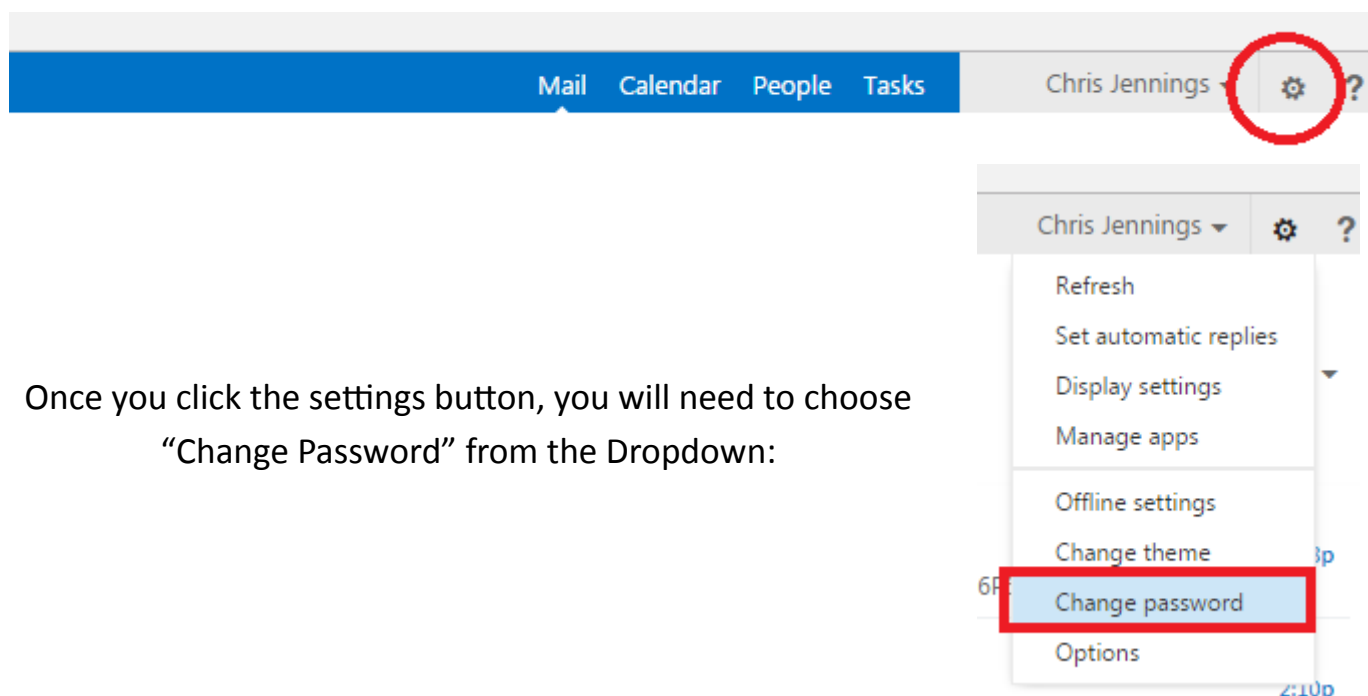 Mail Calendar People Tasks Chris Jennings ?
Chris Jennings ?
Refresh
Set automatic replies
Display settings
Manage apps
Once you click the settings button, you will need to choose
“Change Password” from the Dropdown:
Offline settings
Change theme
Change password
Options
2:10p